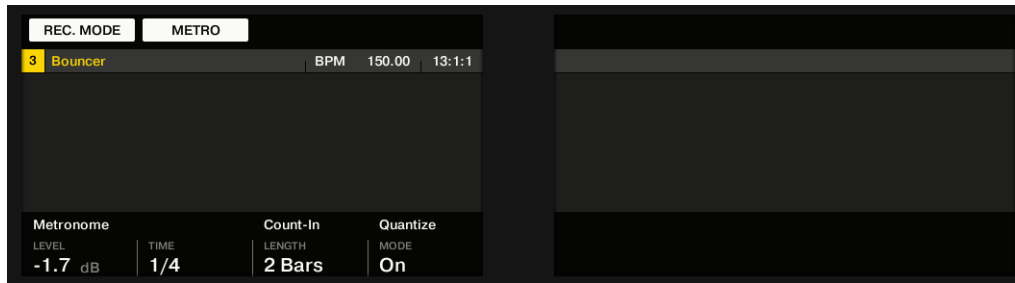 REC. MODE METRO
3 Bouncer BPM 150.00 13:1:1
Metronome Count-In Quantize
LEVEL TIME LENGTH MODE
-1.7 dB 1/4 2 Bars On